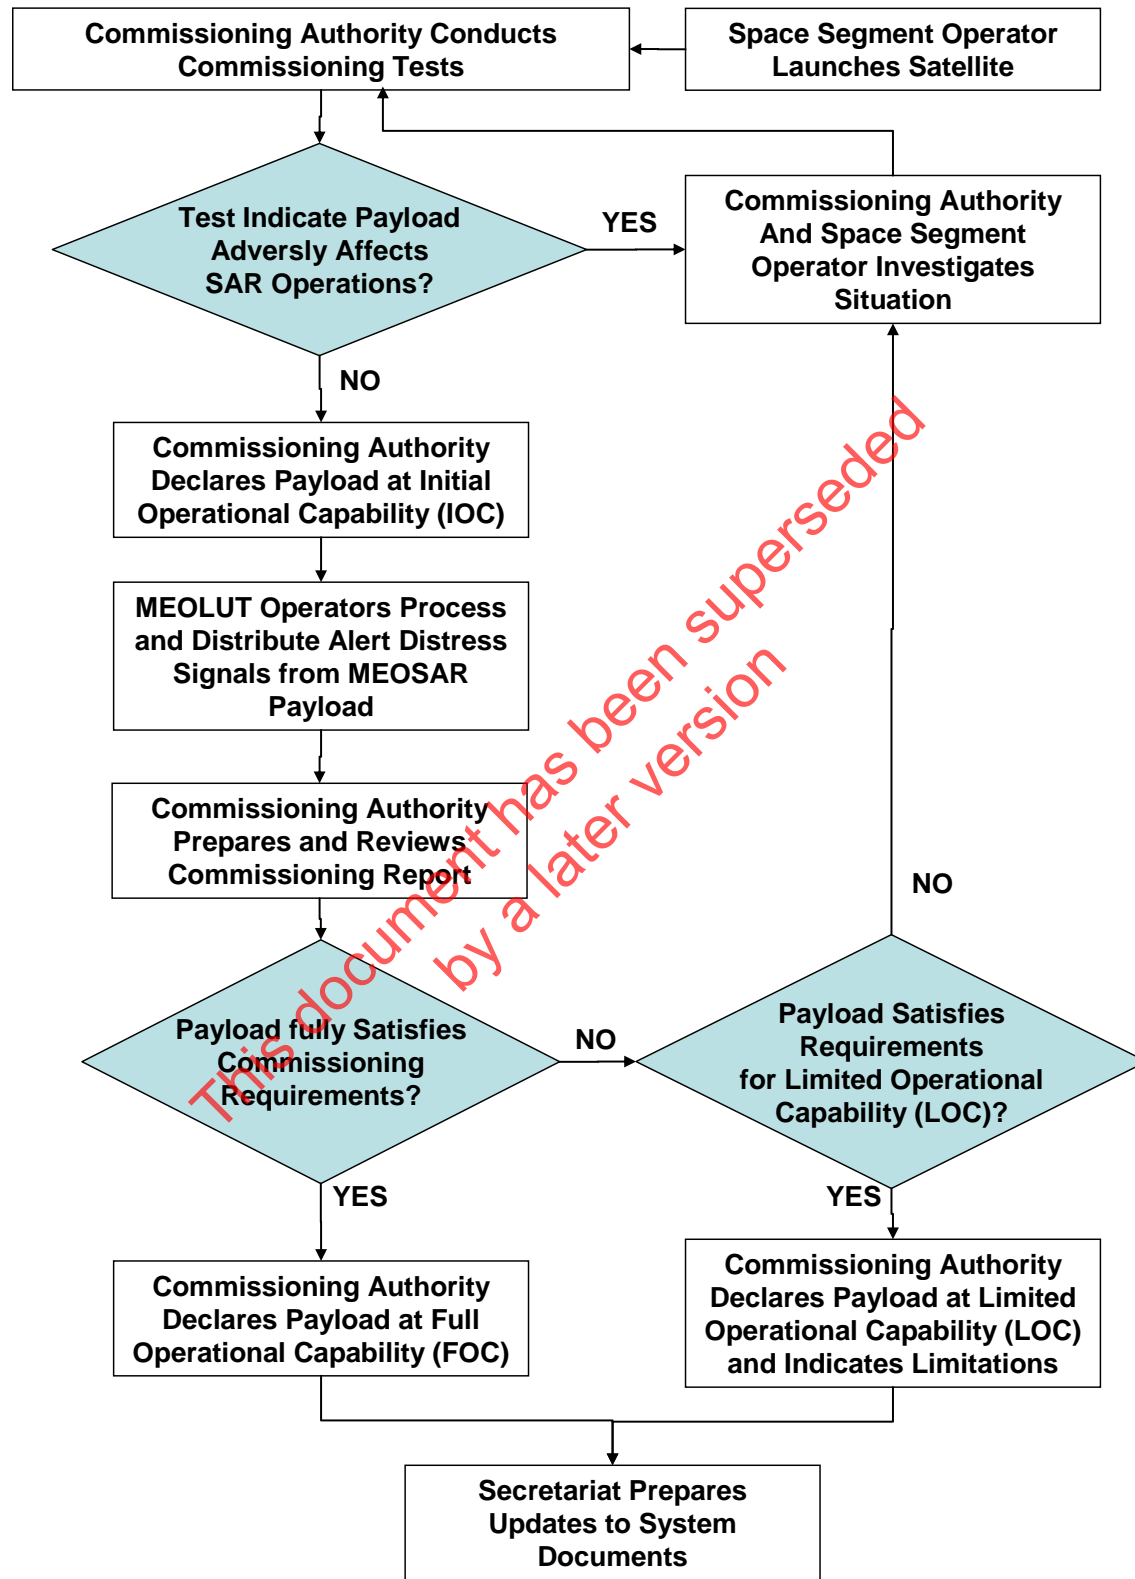 Commissioning Authority Conducts
Commissioning Tests
Space Segment Operator
Launches Satellite
Test Indicate Payload
Adversly Affects
SAR Operations?
YES
Commissioning Authority
And Space Segment
Operator Investigates
Situation
NO
Commissioning Authority
Declares Payload at Initial
Operational Capability (IOC)
MEOLUT Operators Process
and Distribute Alert Distress
Signals from MEOSAR
Payload
Commissioning Authority
Prepares and Reviews
Commissioning Report
NO
Payload fully Satisfies
Commissioning
Requirements?
NO
Payload Satisfies
Requirements
for Limited Operational
Capability (LOC)?
YES
YES
Commissioning Authority
Declares Payload at Full
Operational Capability (FOC)
Commissioning Authority
Declares Payload at Limited
Operational Capability (LOC)
and Indicates Limitations
Secretariat Prepares
Updates to System
Documents
This document has been superseded
by a later version